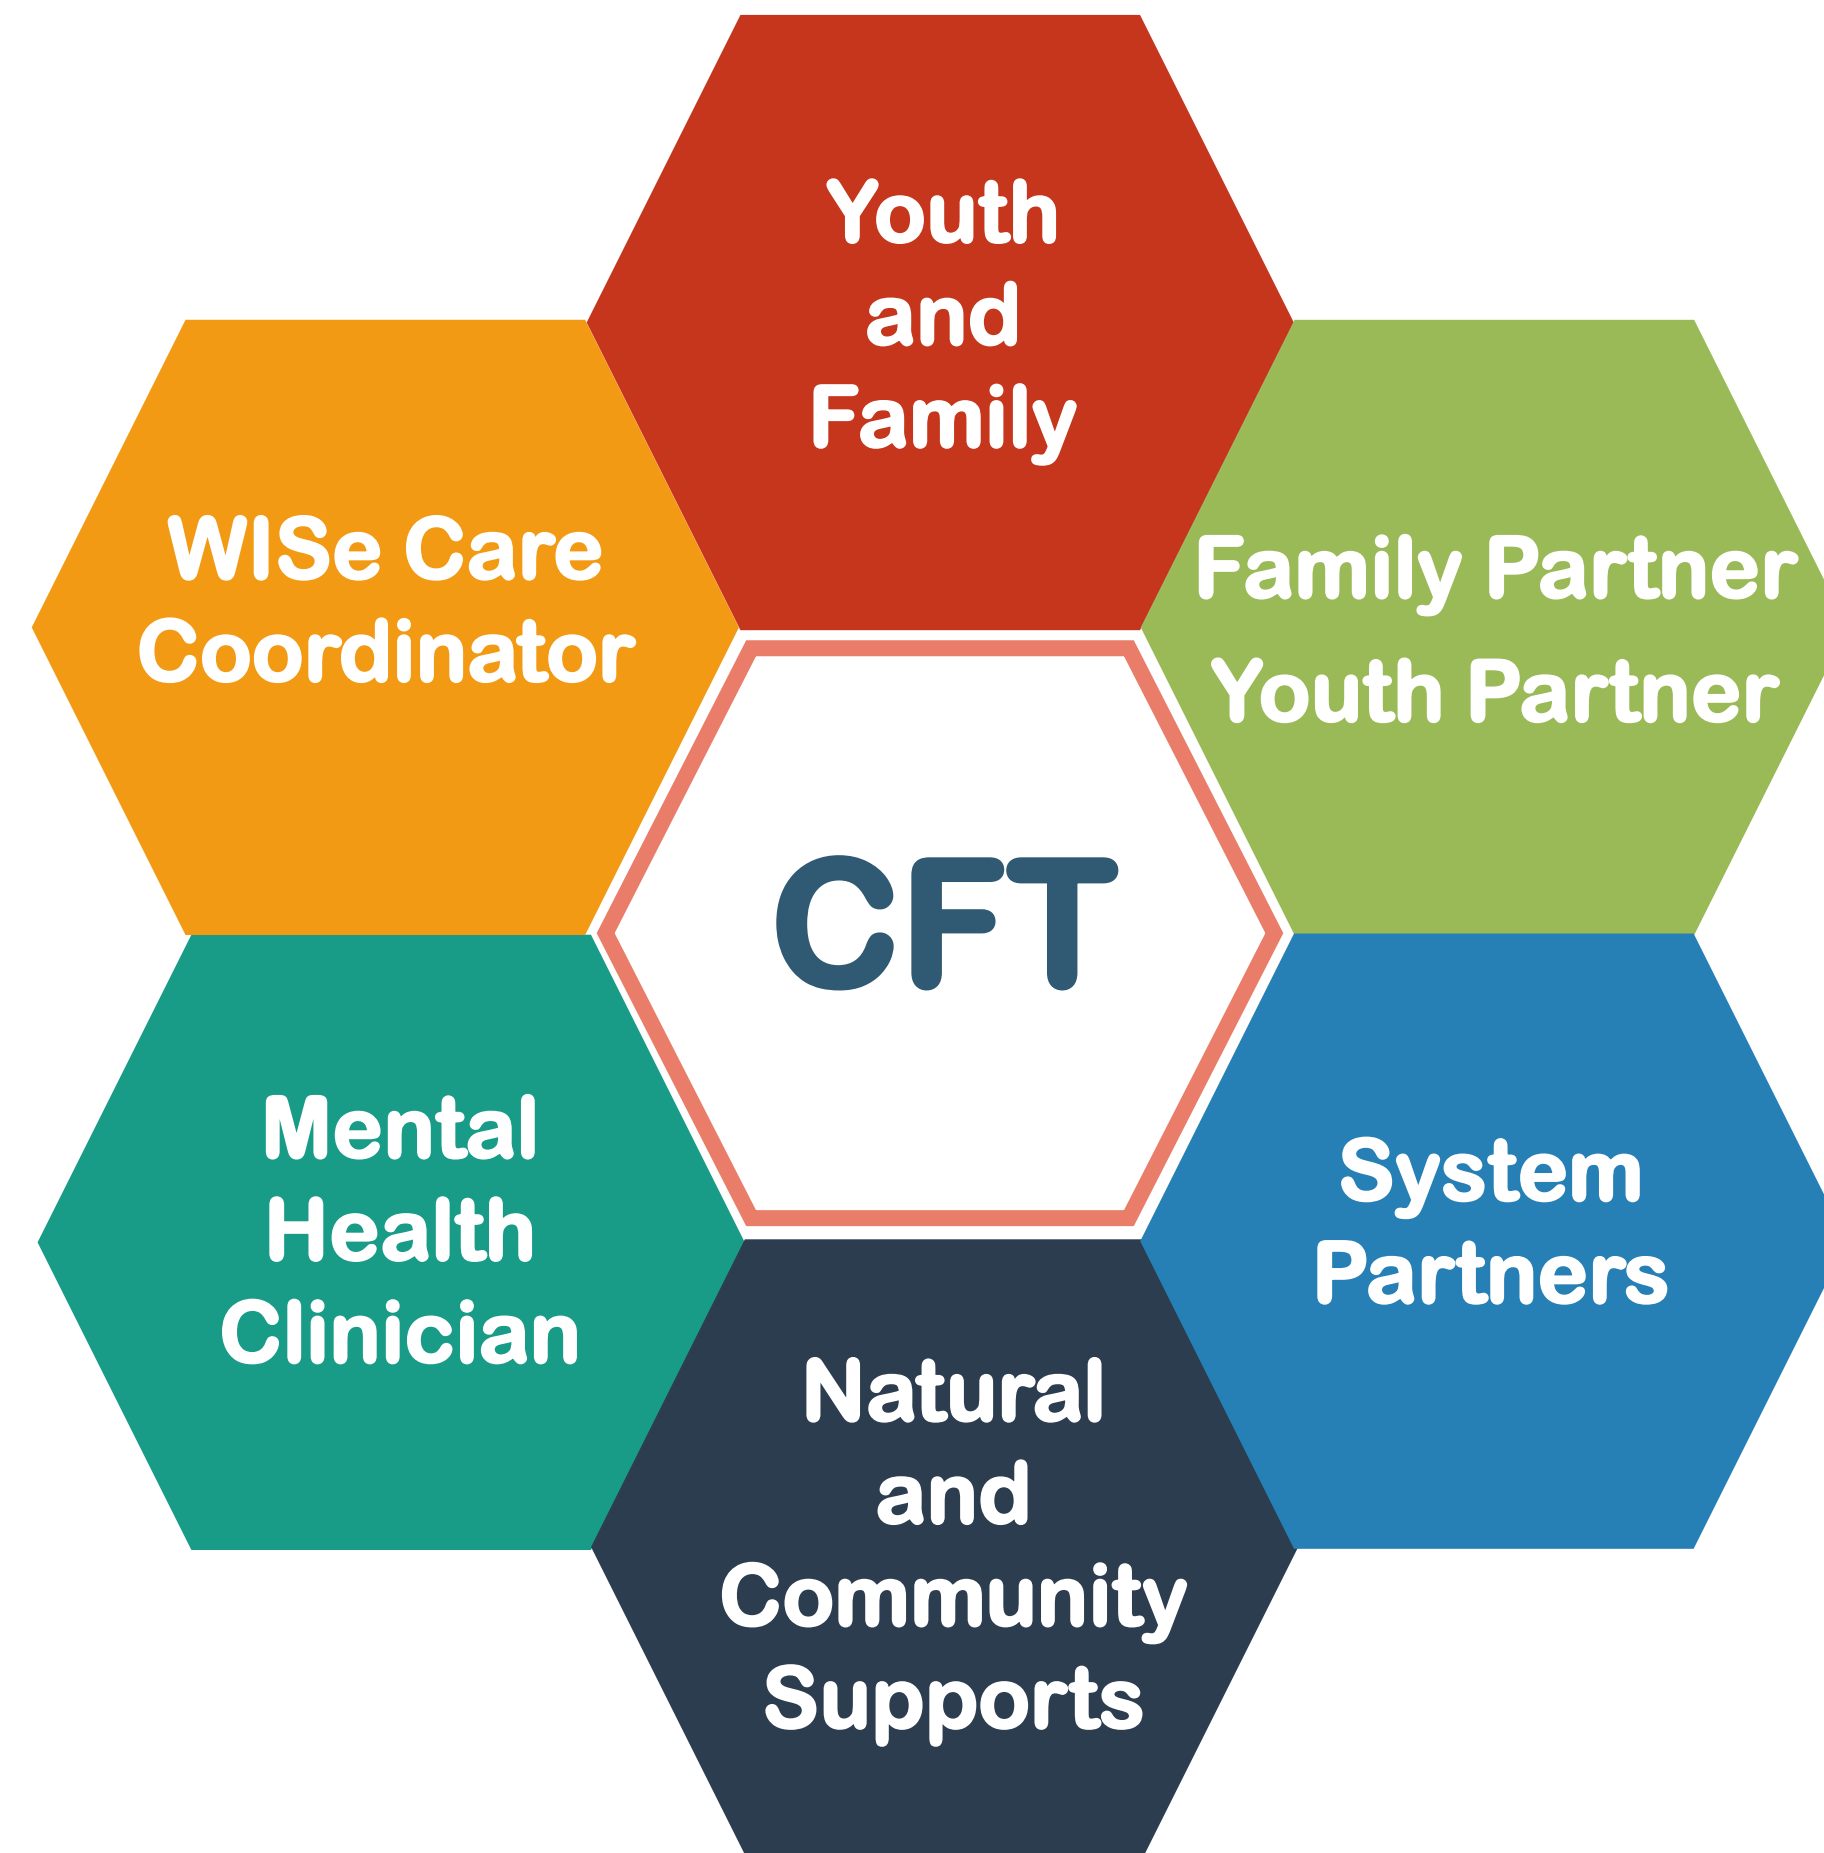 Youth
and
Family
WISe Care
Coordinator
Family Partner
Youth Partner
CFT
Mental
Health
Clinician
System
Partners
Natural
and
Community
Supports